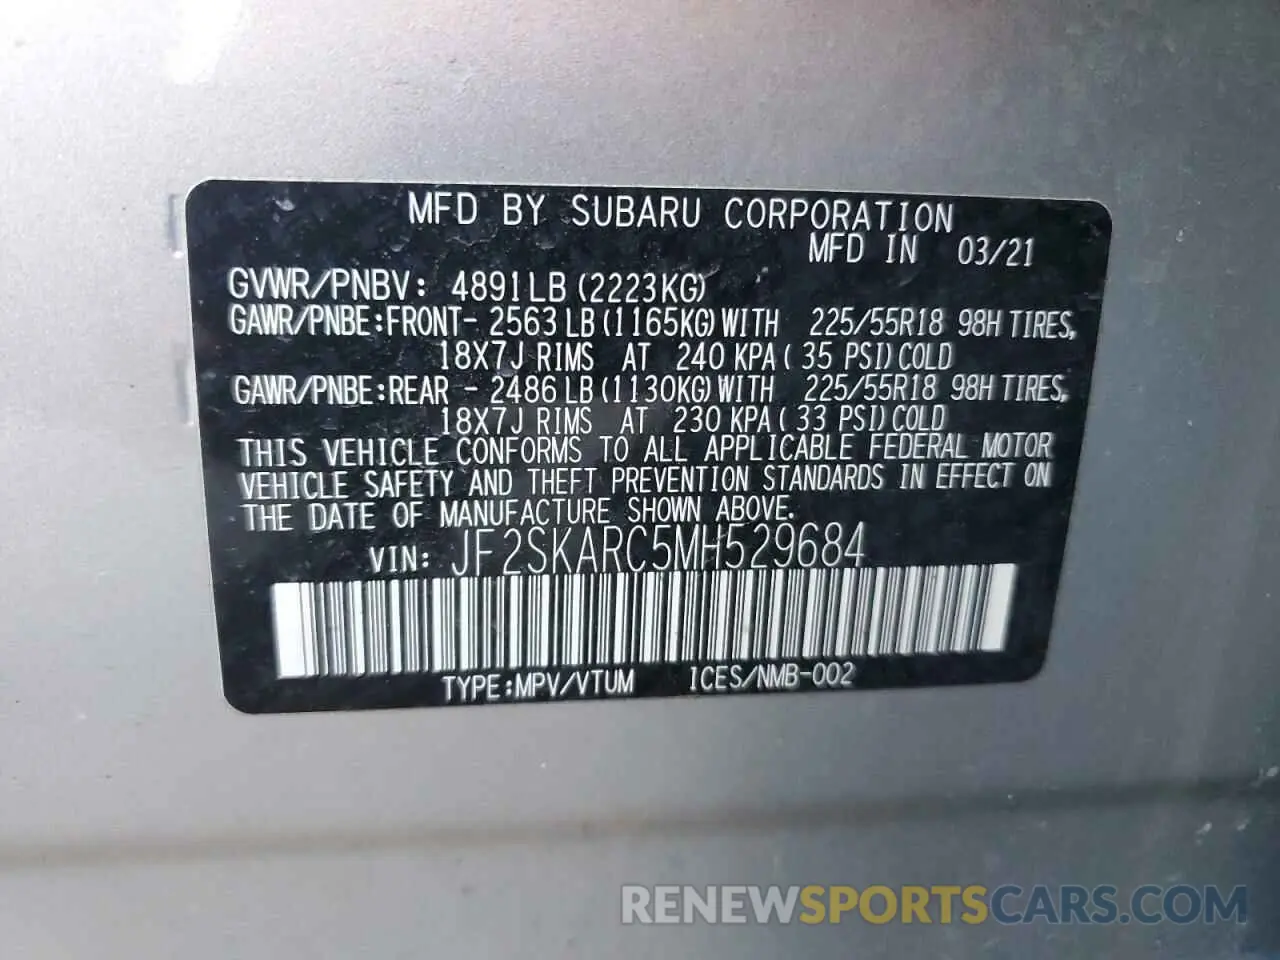 MFD BY SUBARU CORPORATION
MFD IN 03/21
GVWR/PNBV: 4891LB (2223KG)
GAWR/PNBE:FRONT- 2563 LB (1165KG) WITH 225/55R18 98H TIRES,
18X7J RIMS AT 240 KPA ( 35 PSI) COLD
GAWR/PNBE:REAR - 2486 LB (1130KG) WITH 225/55R18 98H TIRES,
18X7J RIMS AT 230 KPA ( 33 PSI) COLD
THIS VEHICLE CONFORMS TO ALL APPLICABLE FEDERAL MOTOR
VEHICLE SAFETY AND THEFT PREVENTION STANDARDS IN EFFECT ON
THE DATE OF MANUFACTURE SHOWN ABOVE.
VIN: JF2SKARC5MH529684
TYPE:MPV/VTUM ICES/NMB-002
RENEWSPORTSCARS.COM